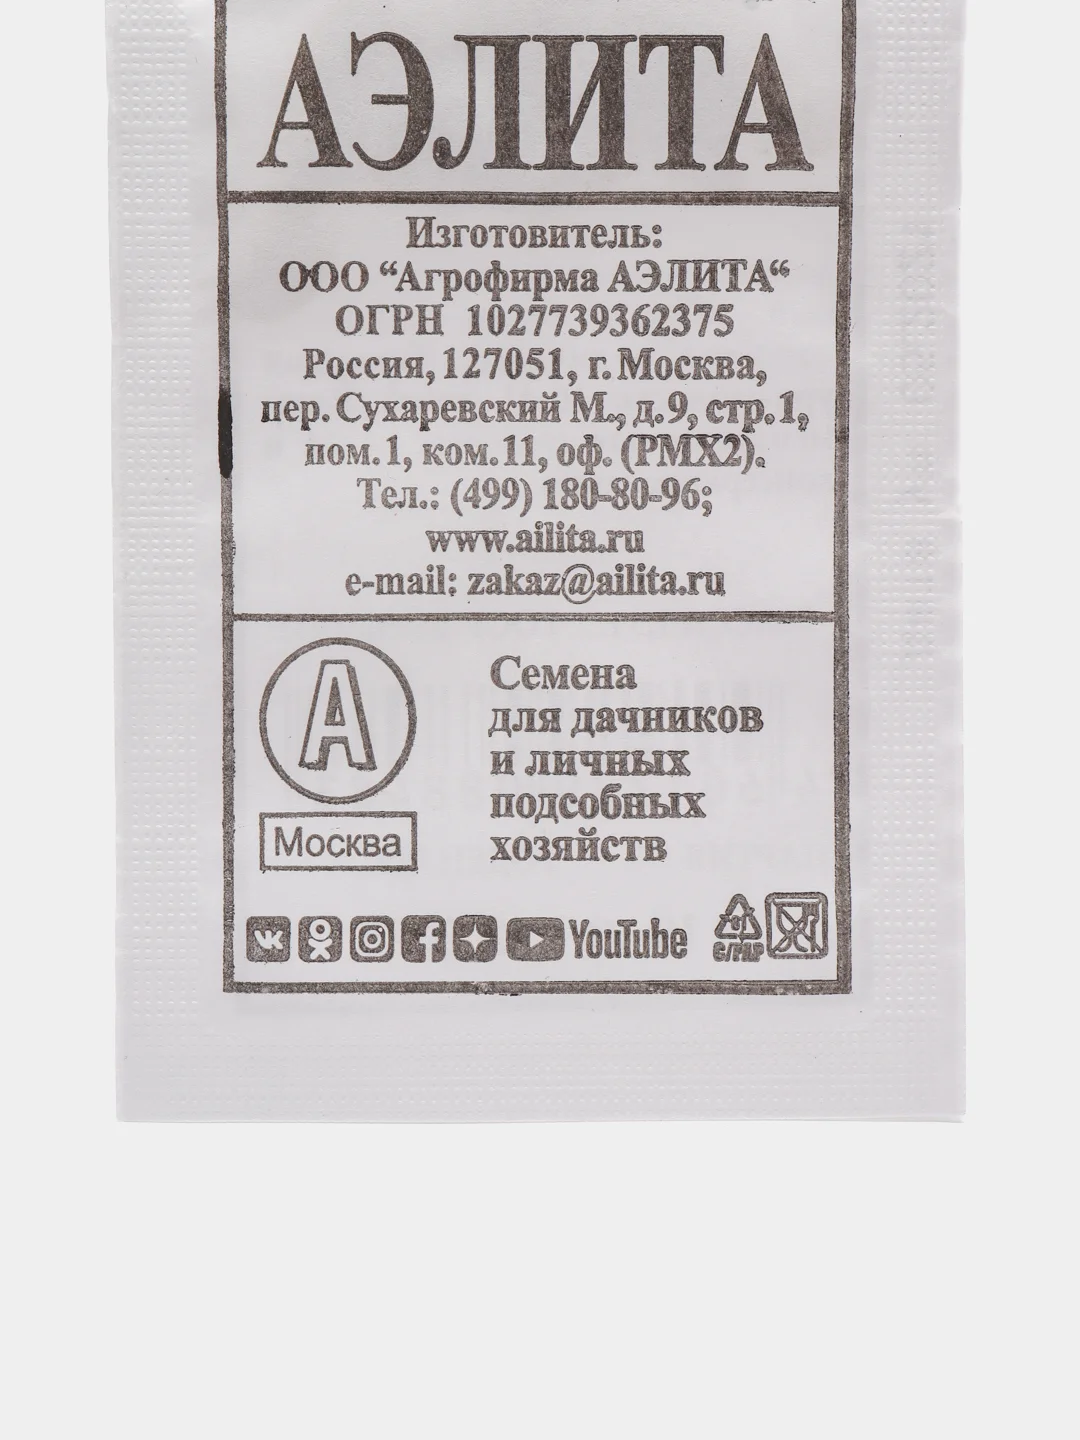 АЭЛИТА
Изготовитель:
ООО “Агрофирма АЭЛИТА“
ОГРН 1027739362375
Россия, 127051, г. Москва,
пер. Сухаревский М., д. 9, стр. 1,
пом. 1, ком. 11, оф. (РМХ2).
Тел.: (499) 180-80-96;
www.ailita.ru
e-mail: zakaz@ailita.ru
А
Москва
Семена
для дачников
и личных
подсобных
хозяйств
YouTube